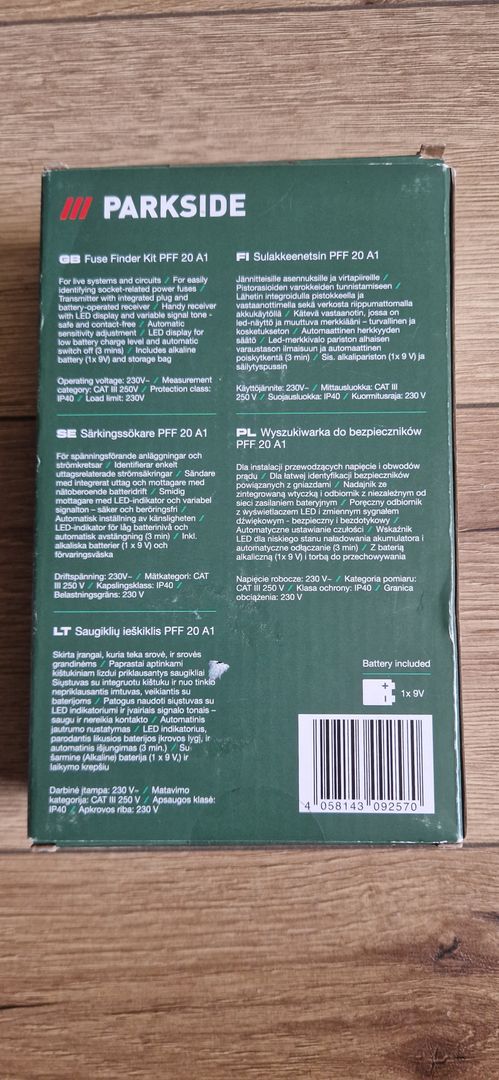 PARKSIDE
GB Fuse Finder Kit PFF 20 A1
For live systems and circuits / For easily
identifying socket-related power fuses /
Transmitter with integrated plug and
battery-operated receiver / Handy receiver
with LED display and variable signal tone -
safe and contact-free / Automatic
sensitivity adjustment / LED display for
low battery charge level and automatic
switch off (3 mins) / Includes alkaline
battery (1x 9V) and storage bag
Operating voltage: 230V~ / Measurement
category: CAT III 250V / Protection class:
IP40 / Load limit: 230V
SE Särkingssökare PFF 20 A1
För spänningsförande anläggningar och
strömkretsar / Identifierar enkelt
uttagsrelaterade strömsäkringar / Sändare
med integrerat uttag och mottagare med
nätoberoende batteridrift / Smidig
mottagare med LED-indikator och variabel
signalton – säker och beröringsfri /
Automatisk inställning av känsligheten /
LED-indikator för låg batterinivå och
automatisk avstängning (3 min) / Inkl.
alkaliska batterier (1 x 9 V) och
förvaringsväska
Driftspänning: 230V~ / Mätkategori: CAT
III 250 V / Kapslingsklass: IP40 /
Belastningsgräns: 230 V
LT Saugiklių ieškiklis PFF 20 A1
Skirta įrangai, kuria teka srovė, ir srovės
grandinėms / Paprastai aptinkami
kištukiniam lizdui priklausantys saugikliai
Siųstuvas su integruotu kištuku ir nuo tinklo
nepriklausantis imtuvas, veikiantis su
baterijomis / Patogus naudoti siųstuvas su
LED indikatoriumi ir įvairiais signalo tonais –
saugu ir nereikia kontakto / Automatinis
jautrumo nustatymas / LED indikatorius,
parodantis likusios baterijos įkrovos lygį, ir
automatinis išjungimas (3 min.) / Su
šarmine (Alkaline) baterija (1 x 9 V,) ir
laikymo krepšiu
Darbinė įtampa: 230 V~ / Matavimo
kategorija: CAT III 250 V / Apsaugos klasė:
IP40 / Apkrovos riba: 230 V
FI Sulakkeenetsin PFF 20 A1
Jännitteisille asennuksille ja virtapiireille /
Pistorasioiden varokkeiden tunnistamiseen /
Lähetin integroidulla pistokkeella ja
vastaanottimella sekä verkosta riippumattomalla
akkukäytöllä / Kätevä vastaanotin, jossa on
led-näyttö ja muuttuva merkkiääni – turvallinen ja
kosketukseton / Automaattinen herkkyyden
säätö / Led-merkkivalo pariston alhaisen
varaustason ilmaisuun ja automaattinen
poiskytkentä (3 min) / Sis. alkalipariston (1x 9 V) ja
säilytyspussin
Käyttöjännite: 230V~ / Mittausluokka: CAT III
250 V / Suojausluokka: IP40 / Kuormitusraja: 230 V
PL Wyszukiwarka do bezpieczników
PFF 20 A1
Dla instalacji przewodzących napięcie i obwodów
prądu / Dla łatwej identyfikacji bezpieczników
powiązanych z gniazdami / Nadajnik ze
zintegrowaną wtyczką i odbiornik z niezależnym od
sieci zasilaniem bateryjnym / Poręczny odbiornik
z wyświetlaczem LED i zmiennym sygnałem
dźwiękowym - bezpieczny i bezdotykowy /
Automatyczne ustawianie czułości / Wskaźnik
LED dla niskiego stanu naładowania akumulatora i
automatyczne odłączanie (3 min) / Z baterią
alkaliczną (1x 9 V) i torbą do przechowywania
Napięcie robocze: 230 V~ / Kategoria pomiaru:
CAT III 250 V / Klasa ochrony: IP40 / Granica
obciążenia: 230 V
Battery included
1x 9V
4 058143 092570